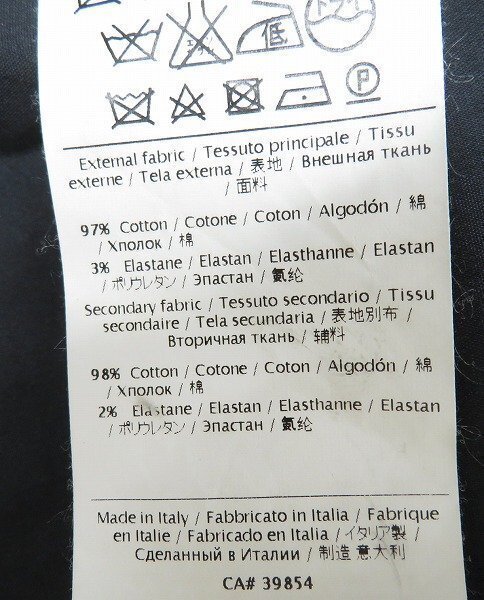 低
ドライ
P
External fabric / Tessuto principale / Tissu
externe / Tela externa / 表地 / Внешная ткань
/ 面料
97% Cotton / Cotone / Coton / Algodón / 綿
/ Хполок / 棉
3% Elastane / Elastan / Elasthanne / Elastan
/ ポリウレタン / Эпастан / 氨纶
Secondary fabric / Tessuto secondario / Tissu
secondaire / Tela secundaria / 表地別布 /
Вторичная ткань / 辅料
98% Cotton / Cotone / Coton / Algodón / 綿
/ Хполок / 棉
2% Elastane / Elastan / Elasthanne / Elastan
/ ポリウレタン / Эпастан / 氨纶
Made in Italy / Fabbricato in Italia / Fabrique
en Italie / Fabricado en Italia / イタリア製 /
Сделанный в Италии / 制造 意大利
CA# 39854